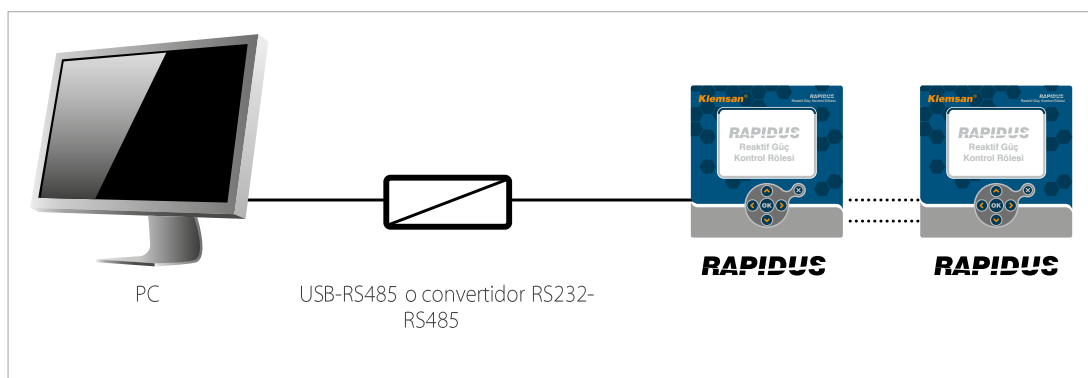 Klemsan®
RAPIDUS
Reaktif Güç Kontrol Rölesi
RAPIDUS
Reaktif Güç
Kontrol Rölesi
OK
RAPIDUS
Klemsan®
RAPIDUS
Reaktif Güç Kontrol Rölesi
RAPIDUS
Reaktif Güç
Kontrol Rölesi
OK
RAPIDUS
PC
USB-RS485 o convertidor RS232-
RS485